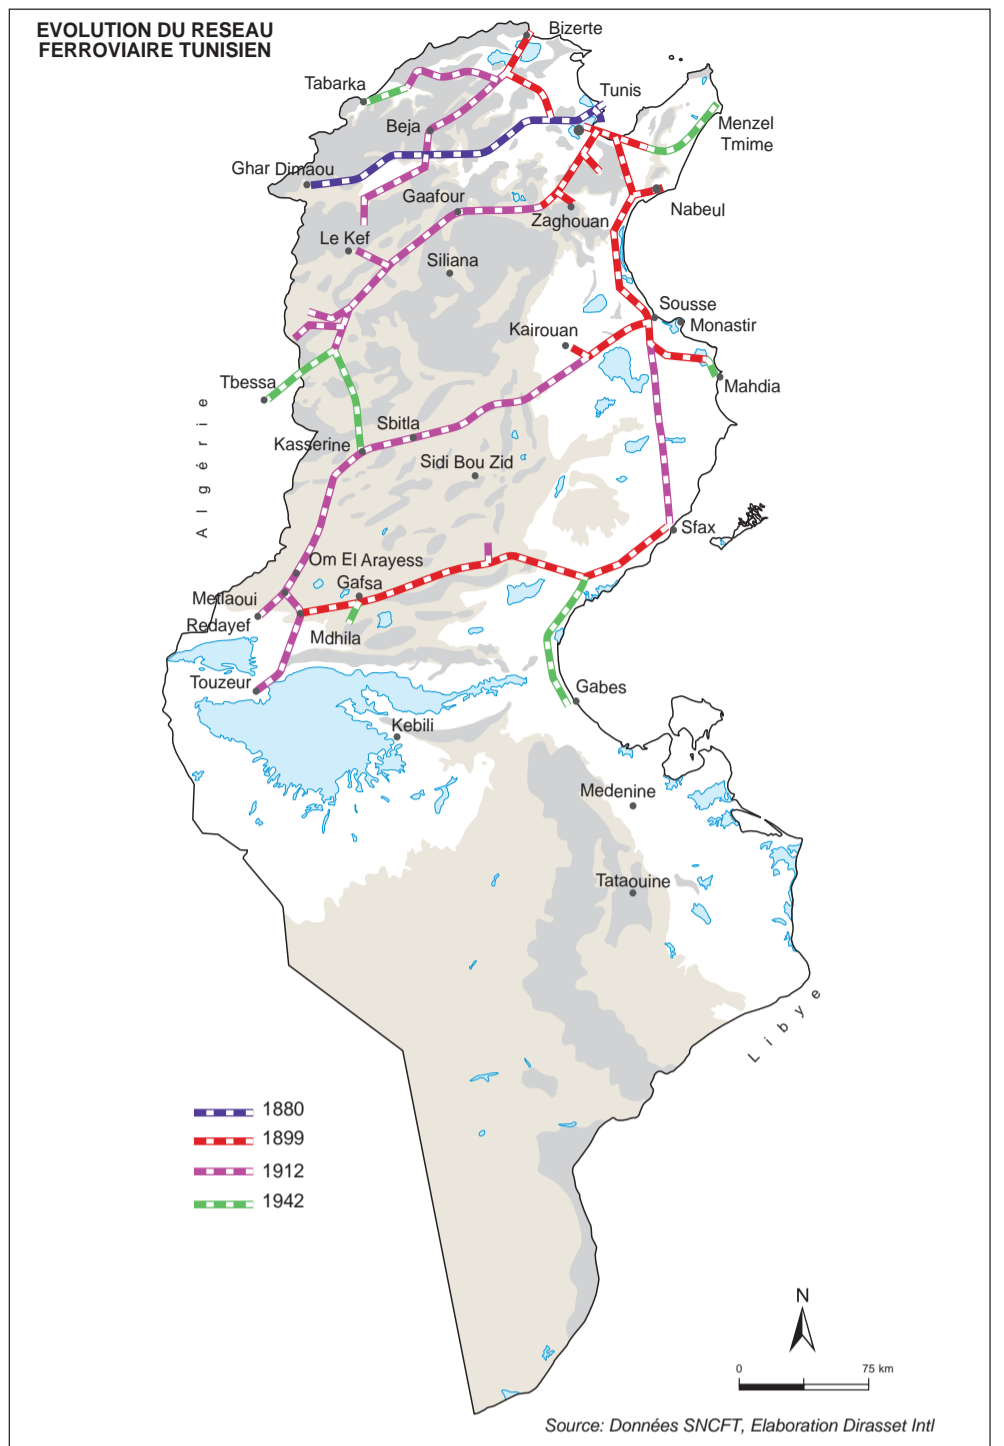 EVOLUTION DU RESEAU
FERROVIAIRE TUNISIEN
Bizerte
Tabarka
Tunis
Beja
Menzel
Tmime
Ghar Dimaou
Gaafour
Nabeul
Zaghouan
Le Kef
Siliana
Sousse
Kairouan
Monastir
Tbessa
Mahdia
Algérie
Sbitla
Kasserine
Sidi Bou Zid
Sfax
Om El Arayess
Gafsa
Metlaoui
Redayef
Mdhila
Touzeur
Gabes
Kebili
Medenine
Tataouine
Libye
1880
1899
1912
1942
N
0 75 km
Source: Données SNCFT, Elaboration Dirasset Intl